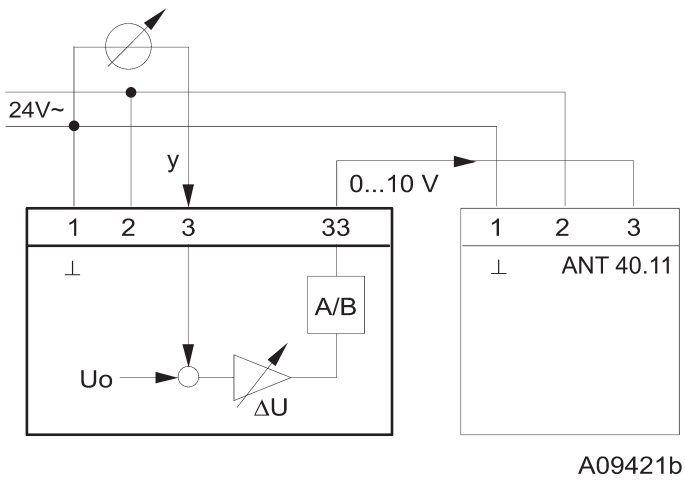 24V~
y
0...10 V
1 2 3 33
1 2 3
⊥
⊥ ANT 40.11
A/B
Uo
ΔU
A09421b